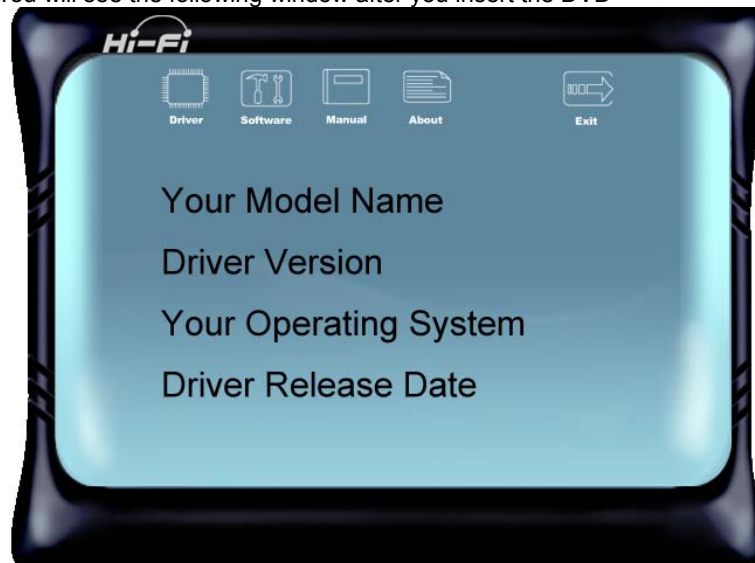 You will see the following window after you insert the DVD
Hi-Fi
Driver Software Manual About Exit
Your Model Name
Driver Version
Your Operating System
Driver Release Date